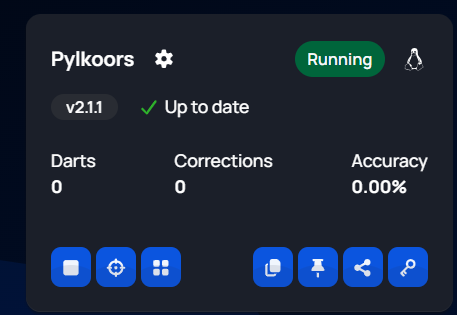 Pylkoors
Running
v2.1.1
Up to date
Darts
Corrections
Accuracy
0
0
0.00%